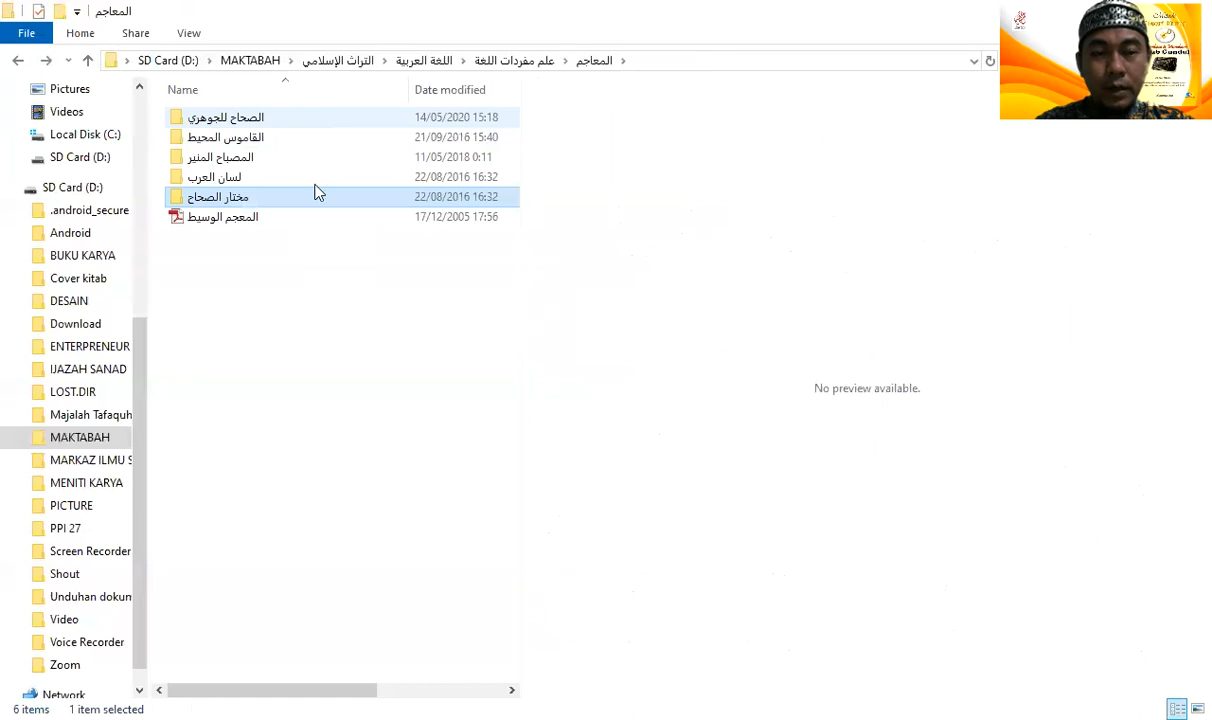 المعاجم
File Home Share View
SD Card (D:) MAKTABAH التراث الإسلامي اللغة العربية علم مفردات اللغة المعاجم
Name Date modified
الصحاح للجوهري 14/05/2020 15:18
القاموس المحيط 21/09/2016 15:40
المصباح المنير 11/05/2018 0:11
لسان العرب 22/08/2016 16:32
مختار الصحاح 22/08/2016 16:32
المعجم الوسيط 17/12/2005 17:56
Pictures
Videos
Local Disk (C:)
SD Card (D:)
SD Card (D:)
.android_secure
Android
BUKU KARYA
Cover kitab
DESAIN
Download
ENTERPRENEUR
IJAZAH SANAD
LOST.DIR
Majalah Tafaquh
MAKTABAH
MARKAZ ILMU S
MENITI KARYA
PICTURE
PPI 27
Screen Recorder
Shout
Unduhan dokum
Video
Voice Recorder
Zoom
Network
No preview available.
6 items 1 item selected